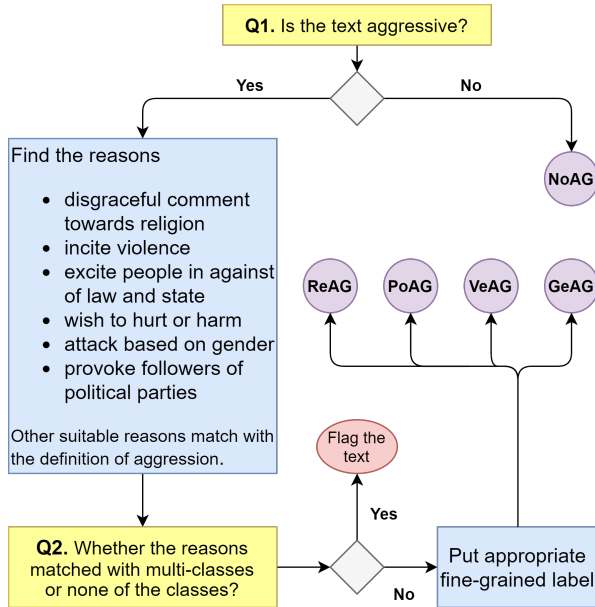 Q1. Is the text aggressive?
Yes
No
Find the reasons
• disgraceful comment
towards religion
• incite violence
• excite people in against
of law and state
• wish to hurt or harm
• attack based on gender
• provoke followers of
political parties
Other suitable reasons match with
the definition of aggression.
NoAG
ReAG
PoAG
VeAG
GeAG
Flag the
text
Yes
Q2. Whether the reasons
matched with multi-classes
or none of the classes?
No
Put appropriate
fine-grained label